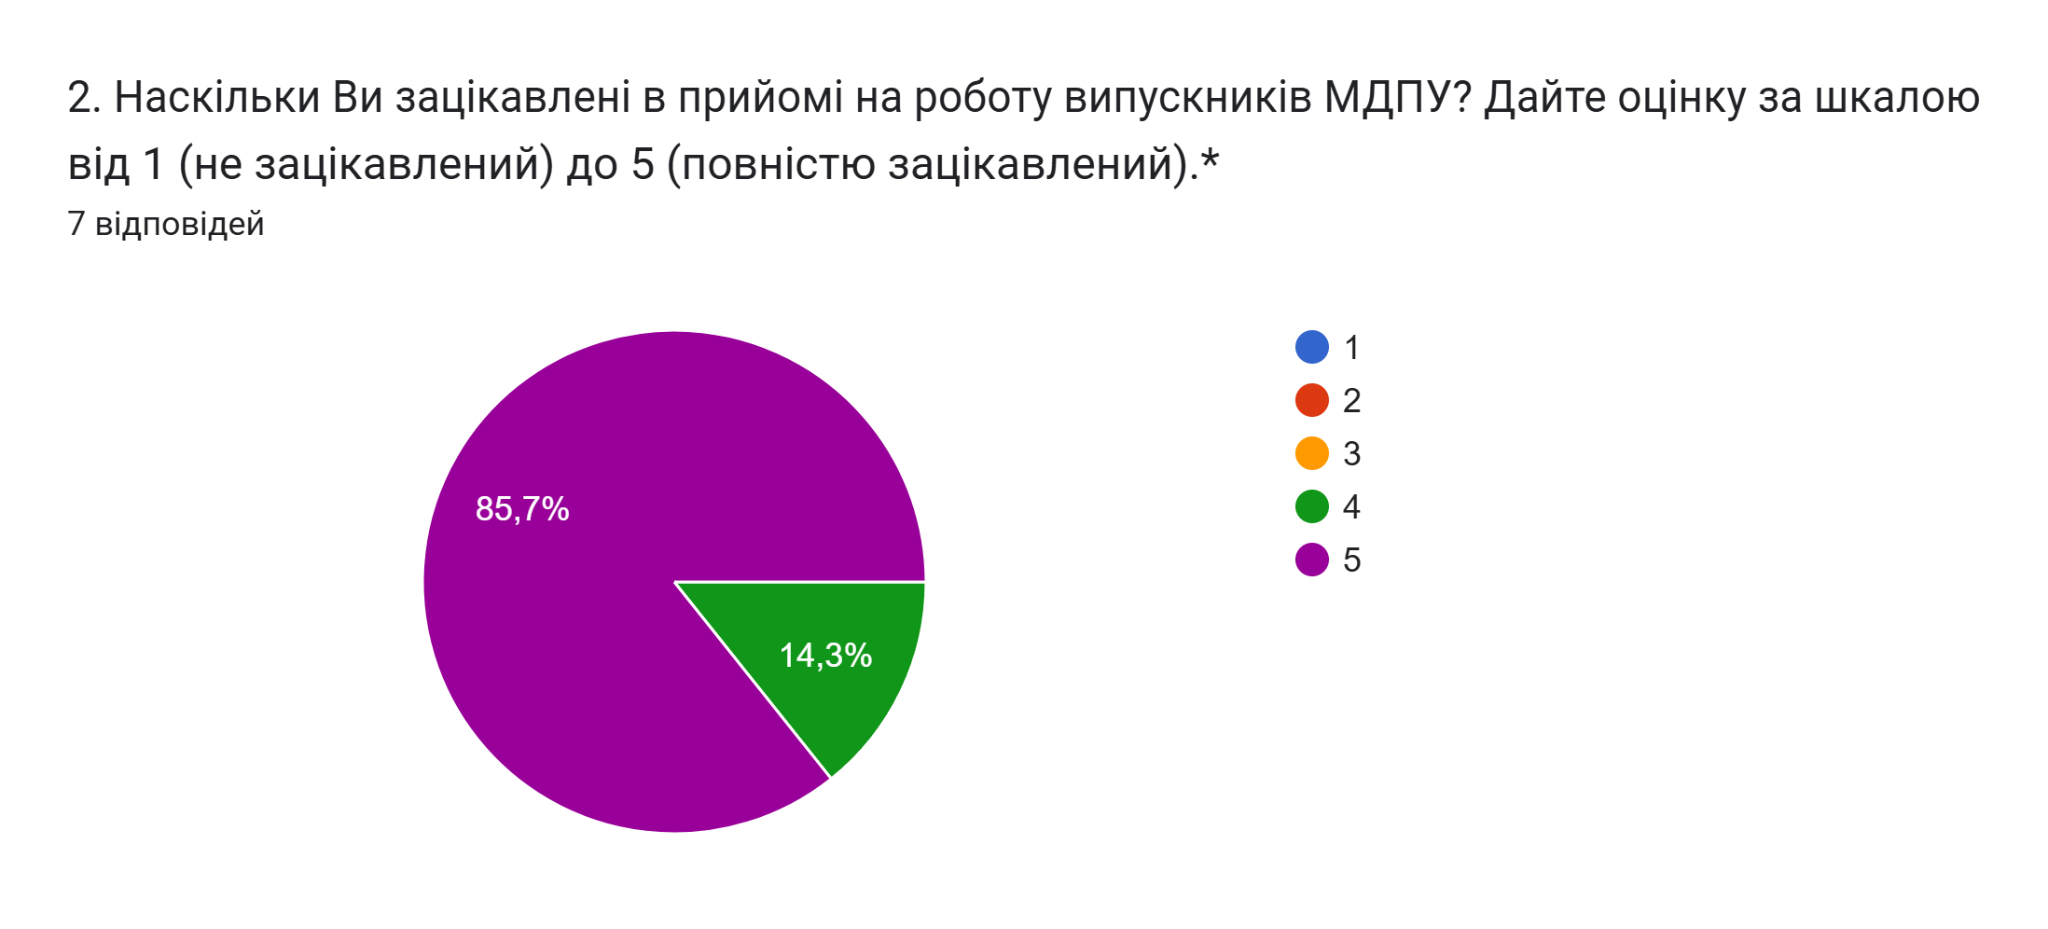 2. Наскільки Ви зацікавлені в прийомі на роботу випускників МДПУ? Дайте оцінку за шкалою
від 1 (не зацікавлений) до 5 (повністю зацікавлений).*
7 відповідей
85,7%
14,3%
1
2
3
4
5